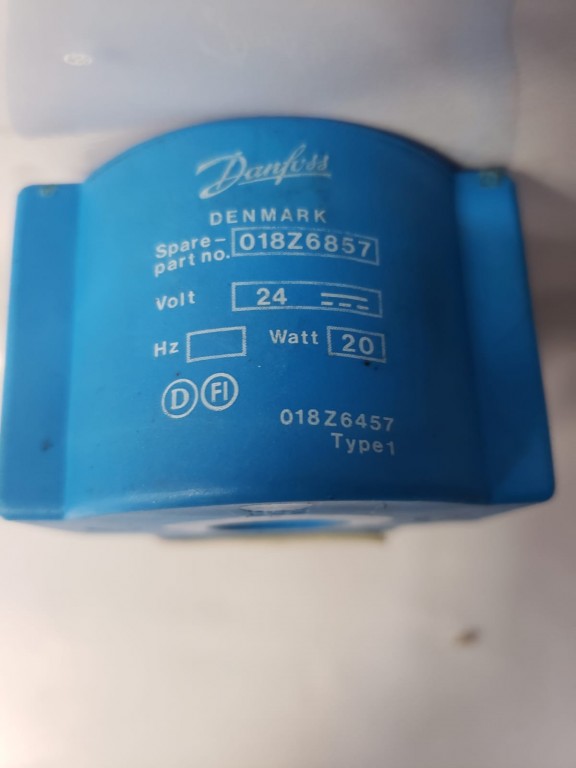 Danfoss
DENMARK
Spare-
part no. 018Z6857
Volt 24
Hz Watt 20
D FI
018Z6457
Type1